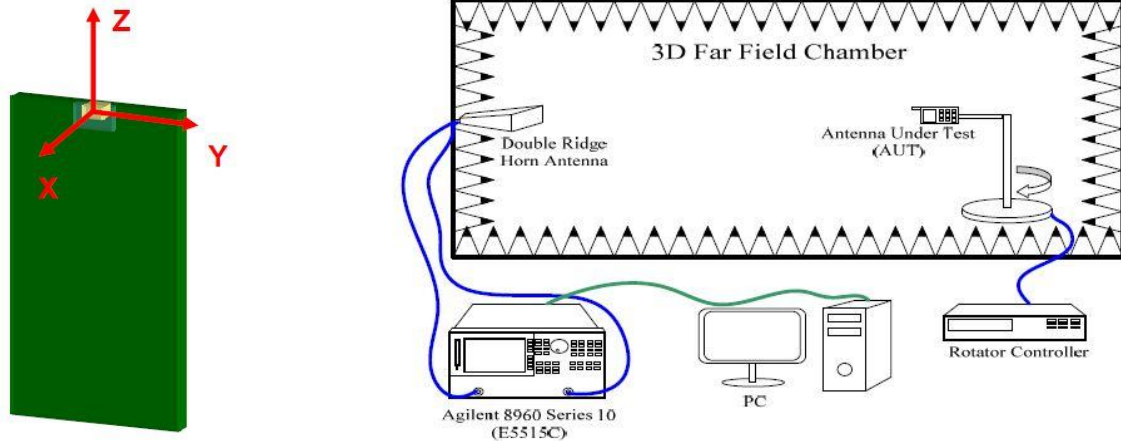 Z
Y
X
3D Far Field Chamber
Double Ridge
Horn Antenna
Antenna Under Test
(AUT)
Agilent 8960 Series 10
(E5515C)
PC
Rotator Controller